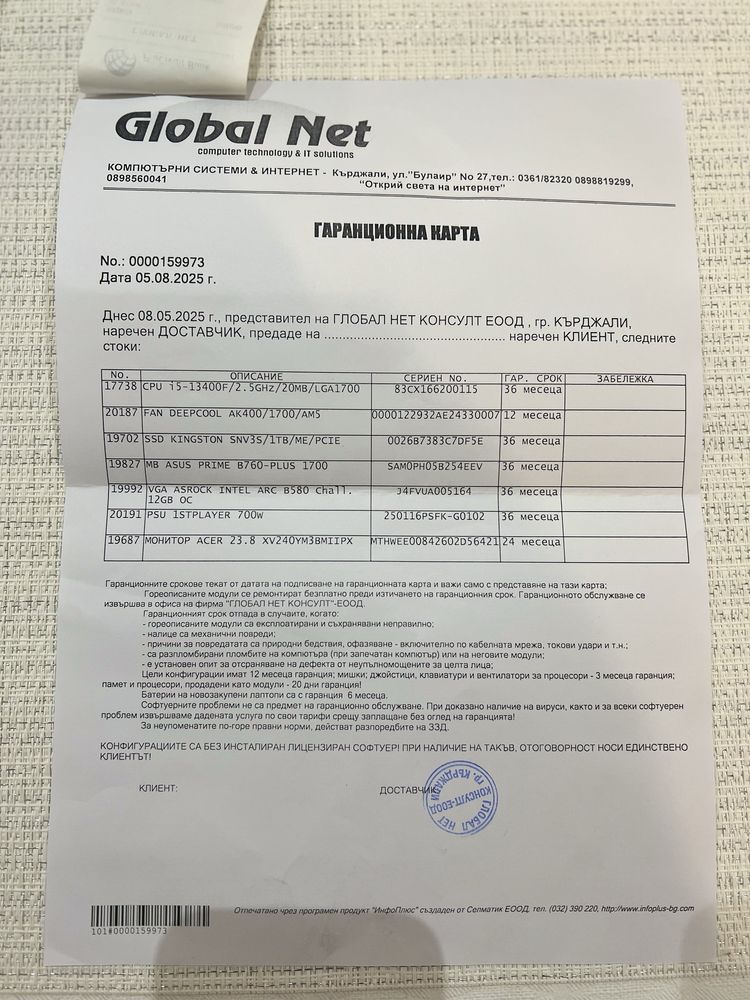 Global Net
computer technology & IT solutions
КОМПЮТЪРНИ СИСТЕМИ & ИНТЕРНЕТ - Кърджали, ул."Булаир" No 27,тел.: 0361/82320 0898819299,
0898560041
"Открий света на интернет"
ГАРАНЦИОННА КАРТА
No.: 0000159973
Дата 05.08.2025 г.
Днес 08.05.2025 г., представител на ГЛОБАЛ НЕТ КОНСУЛТ ЕООД , гр. КЪРДЖАЛИ,
наречен ДОСТАВЧИК, предаде на ...................................................... наречен КЛИЕНТ, следните
стоки:
No. ОПИСАНИЕ СЕРИЕН No. ГАР. СРОК ЗАБЕЛЕЖКА
17738 CPU i5-13400F/2.5GHz/20MB/LGA1700 83CX166200115 36 месеца
20187 FAN DEEPCOOL AK400/1700/AM5 0000122932AE24330007 12 месеца
19702 SSD KINGSTON SNV3S/1TB/ME/PCIE 0026B7383C7DF5E 36 месеца
19827 MB ASUS PRIME B760-PLUS 1700 SAM0PH05B254EEV 36 месеца
19992 VGA ASROCK INTEL ARC B580 Chall. J4FVUA005164 36 месеца
12GB OC
20191 PSU 1STPLAYER 700W 250116PSFK-G0102 36 месеца
19687 МОНИТОР ACER 23.8 XV240YM3BMIIPX MTHWEE00842602D56421 24 месеца
Гаранционните срокове текат от датата на подписване на гаранционната карта и важи само с представяне на тази карта;
Гореописаните модули се ремонтират безплатно преди изтичането на гаранционния срок. Гаранционното обслужване се
извършва в офиса на фирма "ГЛОБАЛ НЕТ КОНСУЛТ"-ЕООД.
Гаранционният срок отпада в случаите, когато:
- гореописаните модули са експлоатирани и съхранявани неправилно;
- налице са механични повреди;
- причини за повредата са природни бедствия, офазяване - включително по кабелната мрежа, токови удари и т.н.;
- са разпломбирани пломбите на компютъра (при запечатан компютър) или на неговите модули;
- е установен опит за отсраняване на дефекта от неупълномощените за целта лица;
Цели конфигурации имат 12 месеца гаранция; мишки; джойстици, клавиатури и вентилатори за процесори - 3 месеца гаранция;
памет и процесори, продадени като модули - 20 дни гаранция!
Батерии на новозакупени лаптопи са с гаранция 6 месеца.
Софтуерните проблеми не са предмет на гаранционно обслужване. При доказано наличие на вируси, както и за всеки софтуерен
проблем извършваме дадената услуга по свои тарифи срещу заплащане без оглед на гаранцията!
За неупоменатите по-горе правни норми, действат разпоредбите на ЗЗД.
КОНФИГУРАЦИИТЕ СА БЕЗ ИНСТАЛИРАН ЛИЦЕНЗИРАН СОФТУЕР! ПРИ НАЛИЧИЕ НА ТАКЪВ, ОТОГОВОРНОСТ НОСИ ЕДИНСТВЕНО
КЛИЕНТЪТ!
КЛИЕНТ: ДОСТАВЧИК:
ГЛОБАЛ НЕТ
КОНСУЛТ-ЕООД
гр. КЪРДЖАЛИ
Отпечатано чрез програмен продукт "ИнфоПлюс" създаден от Селматик ЕООД, тел. (032) 390 220, http://www.infoplus-bg.com
101#0000159973